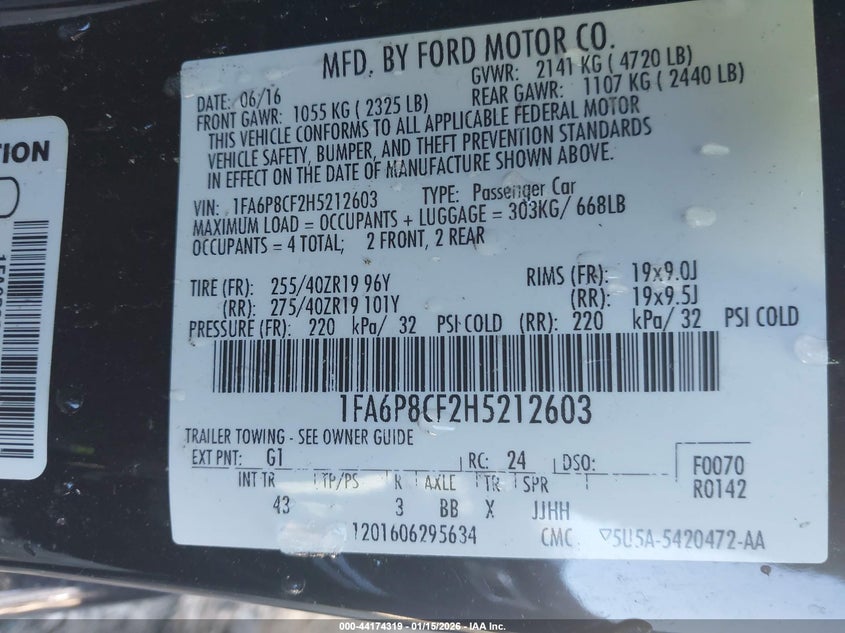 MFD. BY FORD MOTOR CO.
DATE: 06/16
GVWR: 2141 KG ( 4720 LB)
FRONT GAWR: 1055 KG ( 2325 LB)
REAR GAWR: 1107 KG ( 2440 LB)
THIS VEHICLE CONFORMS TO ALL APPLICABLE FEDERAL MOTOR
VEHICLE SAFETY, BUMPER, AND THEFT PREVENTION STANDARDS
IN EFFECT ON THE DATE OF MANUFACTURE SHOWN ABOVE.
VIN: 1FA6P8CF2H5212603 TYPE: Passenger Car
MAXIMUM LOAD = OCCUPANTS + LUGGAGE = 303KG/ 668LB
OCCUPANTS = 4 TOTAL; 2 FRONT, 2 REAR
TIRE (FR): 255/40ZR19 96Y RIMS (FR): 19x9.0J
(RR): 275/40ZR19 101Y (RR): 19x9.5J
PRESSURE (FR): 220 kPa/ 32 PSI COLD (RR): 220 kPa/ 32 PSI COLD
1FA6P8CF2H5212603
TRAILER TOWING - SEE OWNER GUIDE
EXT PNT: G1 RC: 24 DSO: F0070
INT TR TP/PS R AXLE TR SPR R0142
43 3 BB X JJHH
1201606295634 CMC 5U5A-5420472-AA
TION
000-44174319 - 01/15/2026 - IAA Inc.